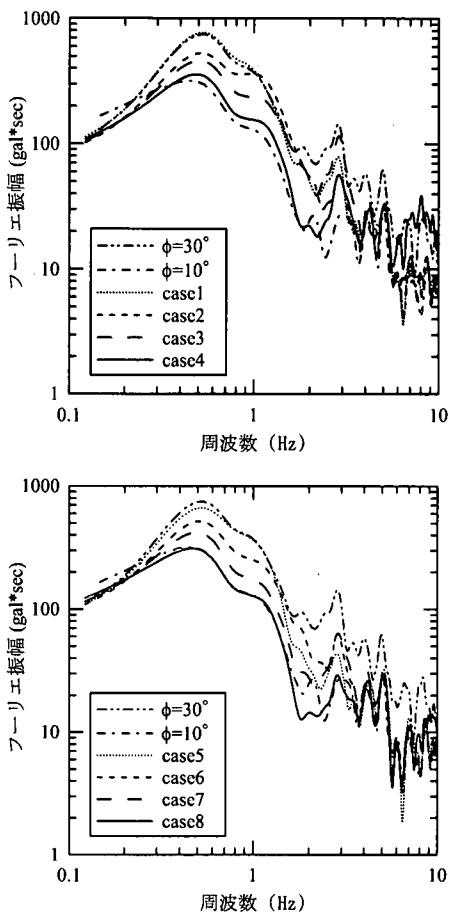 1000
100
10
1
フーリエ振幅 (gal*sec)
ϕ=30°
ϕ=10°
case1
case2
case3
case4
0.1 1 10
周波数 (Hz)
1000
100
10
1
フーリエ振幅 (gal*sec)
ϕ=30°
ϕ=10°
case5
case6
case7
case8
0.1 1 10
周波数 (Hz)